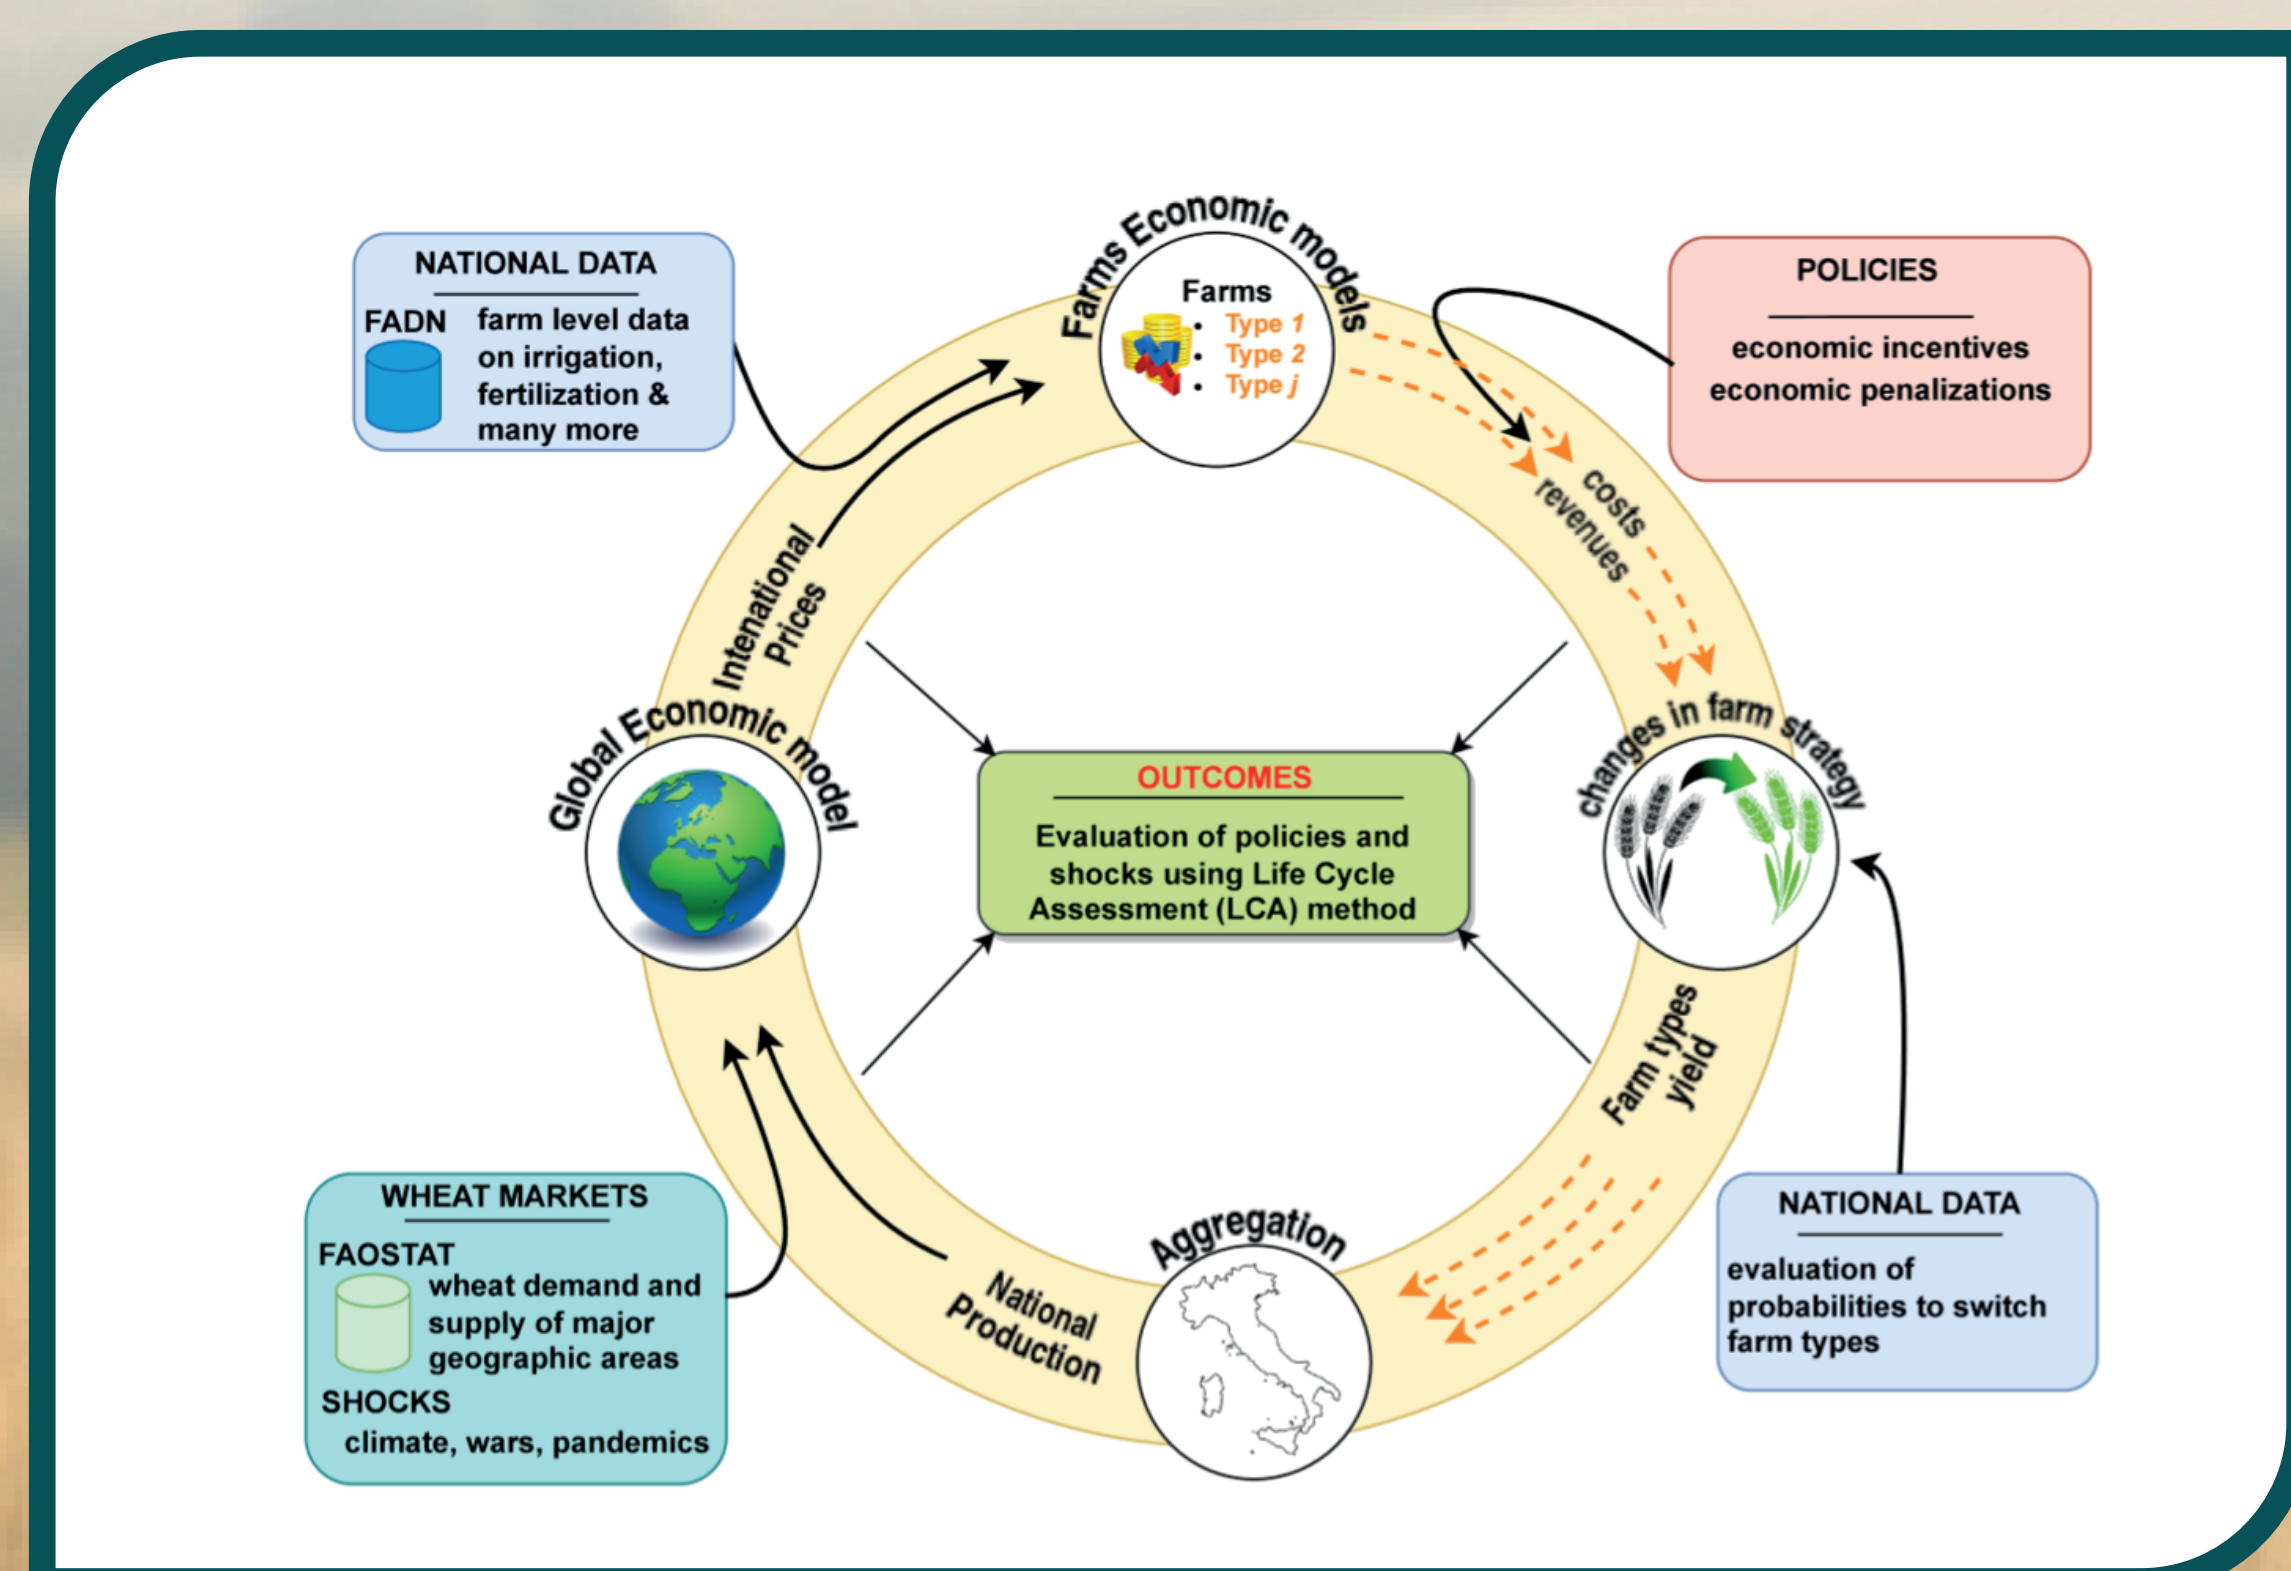 Farms Economic models
Farms
• Type 1
• Type 2
• Type j
NATIONAL DATA
FADN
farm level data
on irrigation,
fertilization &
many more
POLICIES
economic incentives
economic penalizations
costs
revenues
Intenational
Prices
Global Economic model
changes in farm strategy
OUTCOMES
Evaluation of policies and
shocks using Life Cycle
Assessment (LCA) method
Farm types
yield
WHEAT MARKETS
FAOSTAT
wheat demand and
supply of major
geographic areas
SHOCKS
climate, wars, pandemics
National
Production
Aggregation
NATIONAL DATA
evaluation of
probabilities to switch
farm types